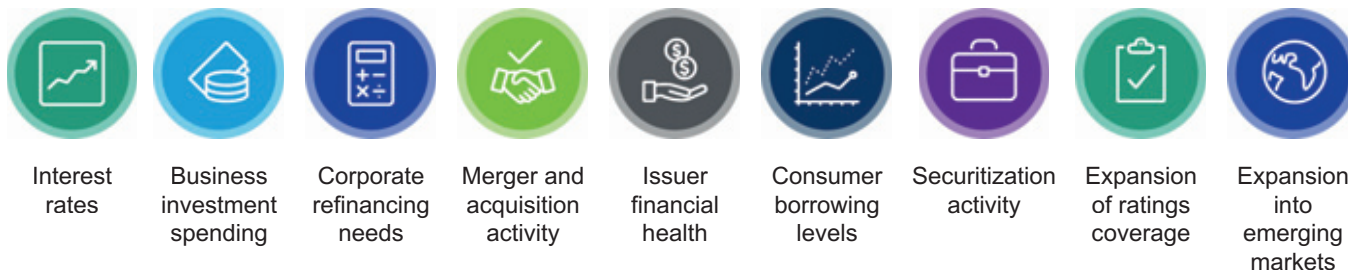 Interest
rates
Business
investment
spending
Corporate
refinancing
needs
Merger and
acquisition
activity
Issuer
financial
health
Consumer
borrowing
levels
Securitization
activity
Expansion
of ratings
coverage
Expansion
into
emerging
markets